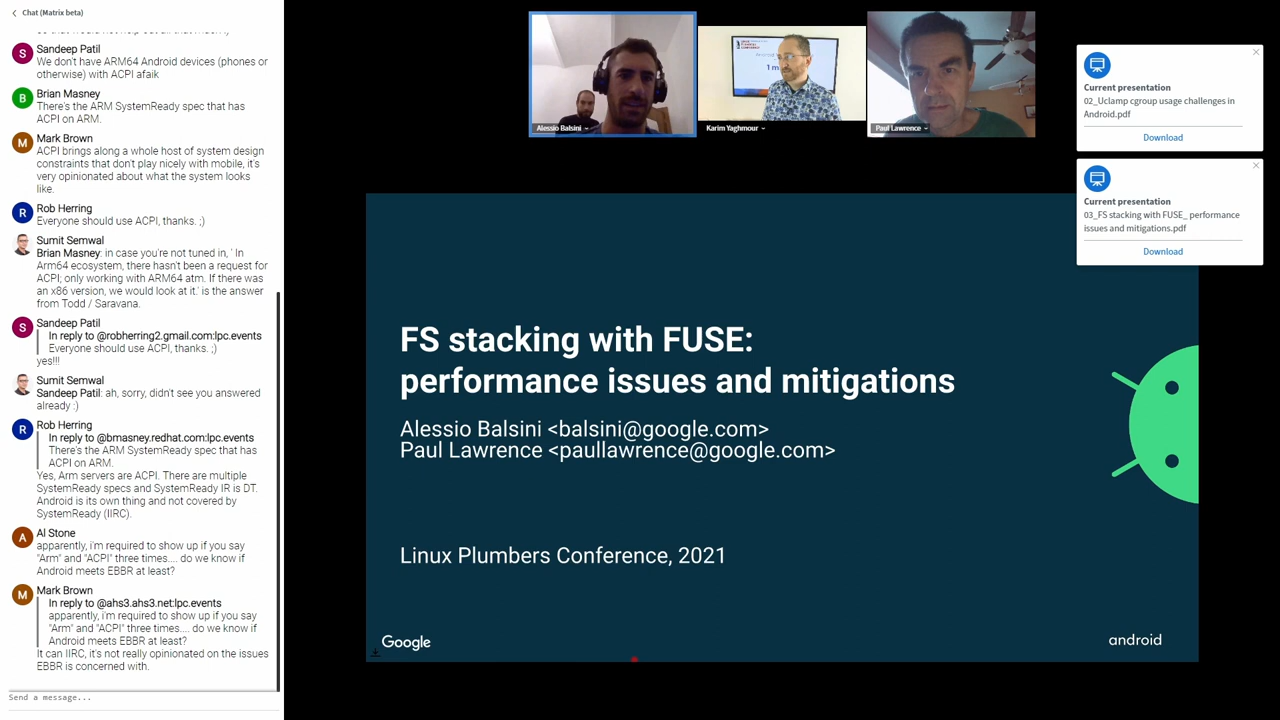 Chat (Matrix beta)
Sandeep Patil
We don't have ARM64 Android devices (phones or
otherwise) with ACPI afaik
Brian Masney
There's the ARM SystemReady spec that has
ACPI on ARM.
Mark Brown
ACPI brings along a whole host of system design
constraints that don't play nicely with mobile, it's
very opinionated about what the system looks
like.
Rob Herring
Everyone should use ACPI, thanks. ;)
Sumit Semwal
Brian Masney: in case you're not tuned in, ' In
Arm64 ecosystem, there hasn't been a request for
ACPI; only working with ARM64 atm. If there was
an x86 version, we would look at it.' is the answer
from Todd / Saravana.
Sandeep Patil
In reply to @robherring2.gmail.com:lpc.events
Everyone should use ACPI, thanks. ;)
yes!!!
Sumit Semwal
Sandeep Patil: ah, sorry, didn't see you answered
already :)
Rob Herring
In reply to @bmasney.redhat.com:lpc.events
There's the ARM SystemReady spec that has
ACPI on ARM.
Yes, Arm servers are ACPI. There are multiple
SystemReady specs and SystemReady IR is DT.
Android is its own thing and not covered by
SystemReady (IIRC).
Al Stone
apparently, i'm required to show up if you say
"Arm" and "ACPI" three times.... do we know if
Android meets EBBR at least?
Mark Brown
In reply to @ahs3.ahs3.net:lpc.events
apparently, i'm required to show up if you say
"Arm" and "ACPI" three times.... do we know if
Android meets EBBR at least?
It can IIRC, it's not really opinionated on the issues
EBBR is concerned with.
Send a message...
Alessio Balsini
Karim Yaghmour
Paul Lawrence
FS stacking with FUSE:
performance issues and mitigations
Alessio Balsini <balsini@google.com>
Paul Lawrence <paullawrence@google.com>
Linux Plumbers Conference, 2021
Google
android
Current presentation
02_Uclamp cgroup usage challenges in
Android.pdf
Download
Current presentation
03_FS stacking with FUSE_ performance
issues and mitigations.pdf
Download